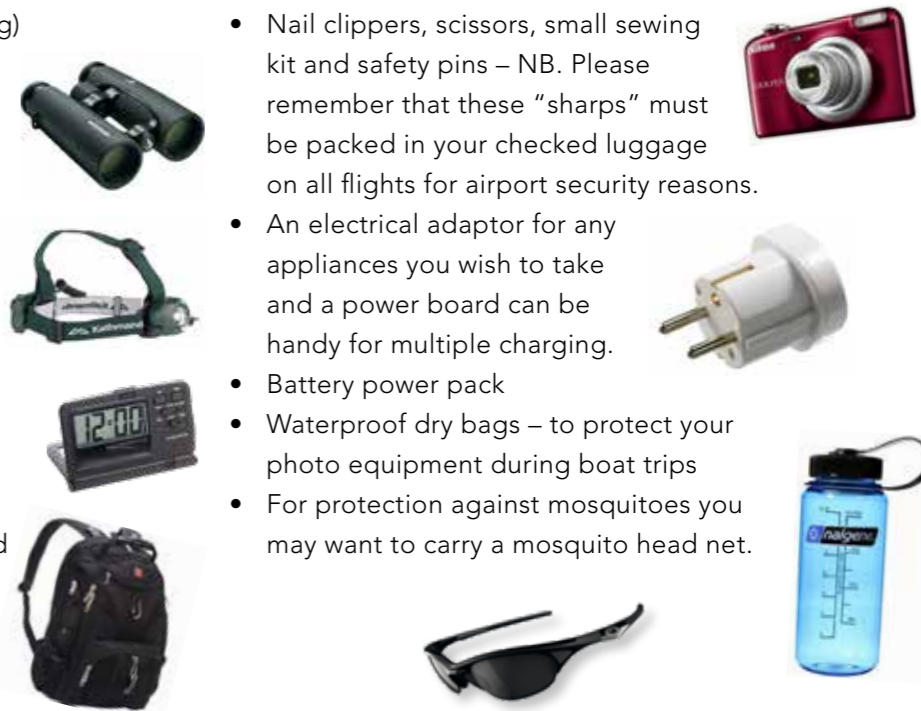 g)
• Nail clippers, scissors, small sewing
kit and safety pins – NB. Please
remember that these “sharps” must
be packed in your checked luggage
on all flights for airport security reasons.
• An electrical adaptor for any
appliances you wish to take
and a power board can be
handy for multiple charging.
• Battery power pack
• Waterproof dry bags – to protect your
photo equipment during boat trips
• For protection against mosquitoes you
d
may want to carry a mosquito head net.
Nikon
Kathmand
12:00
nalgene